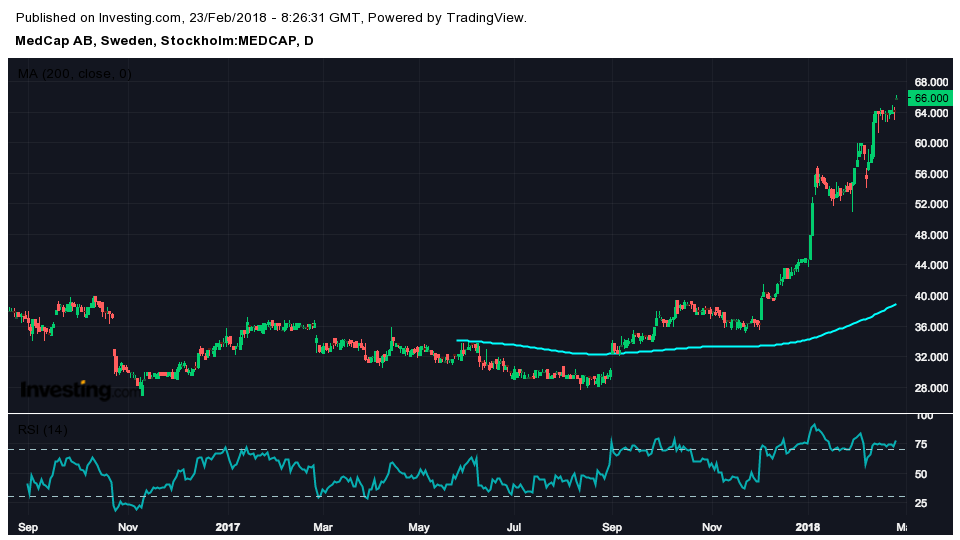 Published on Investing.com, 23/Feb/2018 - 8:26:31 GMT, Powered by TradingView.
MedCap AB, Sweden, Stockholm:MEDCAP, D
MA (200, close, 0)
68.000
66.000
64.000
60.000
56.000
52.000
48.000
44.000
40.000
36.000
32.000
28.000
Investing.com
RSI (14)
100
75
50
25
Sep Nov 2017 Mar May Jul Sep Nov 2018